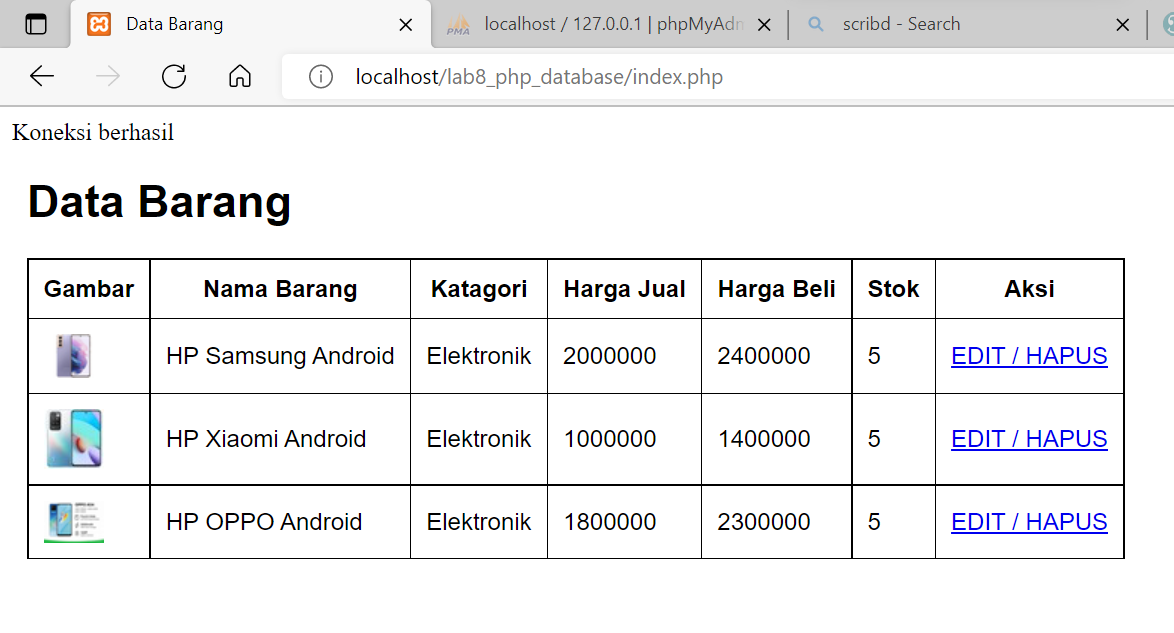 Data Barang
localhost / 127.0.0.1 | phpMyAdm
scribd - Search
localhost/lab8_php_database/index.php
Koneksi berhasil
Data Barang
Gambar Nama Barang Katagori Harga Jual Harga Beli Stok Aksi
HP Samsung Android Elektronik 2000000 2400000 5 EDIT / HAPUS
HP Xiaomi Android Elektronik 1000000 1400000 5 EDIT / HAPUS
HP OPPO Android Elektronik 1800000 2300000 5 EDIT / HAPUS